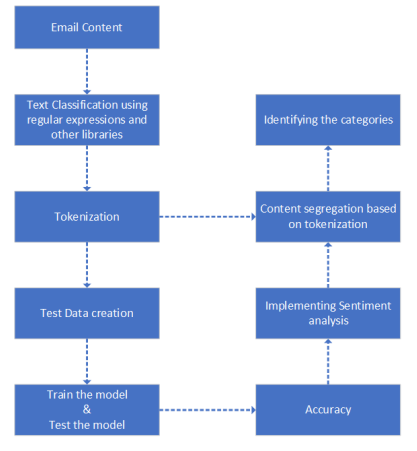 Email Content
Text Classification using
regular expressions and
other libraries
Identifying the categories
Tokenization
Content segregation based
on tokenization
Test Data creation
Implementing Sentiment
analysis
Train the model
&
Test the model
Accuracy